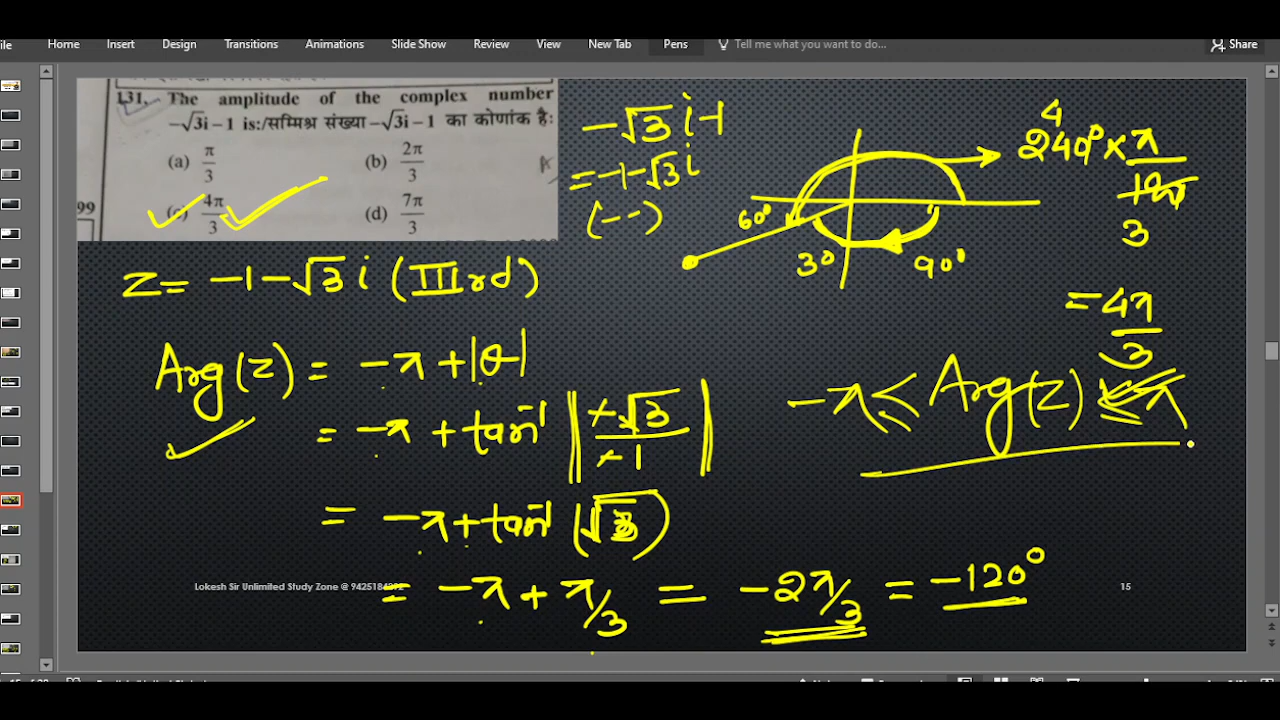 File Home Insert Design Transitions Animations Slide Show Review View New Tab Pens Tell me what you want to do... Share
131. The amplitude of the complex number
-√3i-1 is:/सम्मिश्र संख्या -√3i-1 का कोणांक है:
(a) π/3 (b) 2π/3
(c) 4π/3 (d) 7π/3
99
-√3 i-1
= -1-√3 i
(- -)
240° × π/180
4
3
60°
30°
90°
= 4π/3
Z = -1-√3 i (IIIrd)
Arg(z) = -π + |θ|
-π ≤ Arg(z) ≤ π
= -π + tan⁻¹ |-√3/-1|
= -π + tan⁻¹ (√3)
= -π + π/3 = -2π/3 = -120°
Lokesh Sir Unlimited Study Zone @ 15